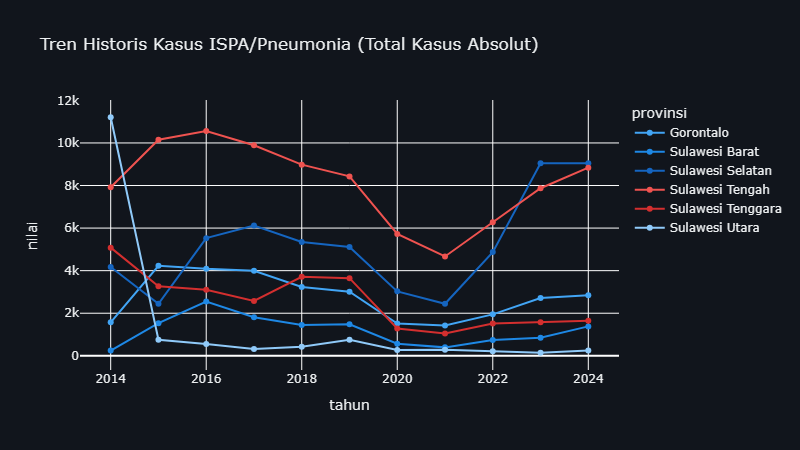 Tren Historis Kasus ISPA/Pneumonia (Total Kasus Absolut)
12k
10k
8k
6k
4k
2k
0
nilai
2014 2016 2018 2020 2022 2024
tahun
provinsi
Gorontalo
Sulawesi Barat
Sulawesi Selatan
Sulawesi Tengah
Sulawesi Tenggara
Sulawesi Utara